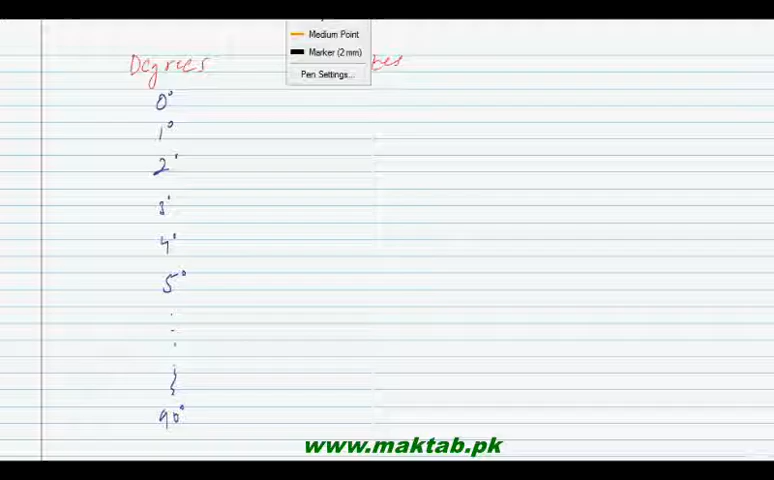 Medium Point
Marker (2 mm)
Pen Settings...
Degrees
0°
1°
2°
3°
4°
5°
90°
www.maktab.pk